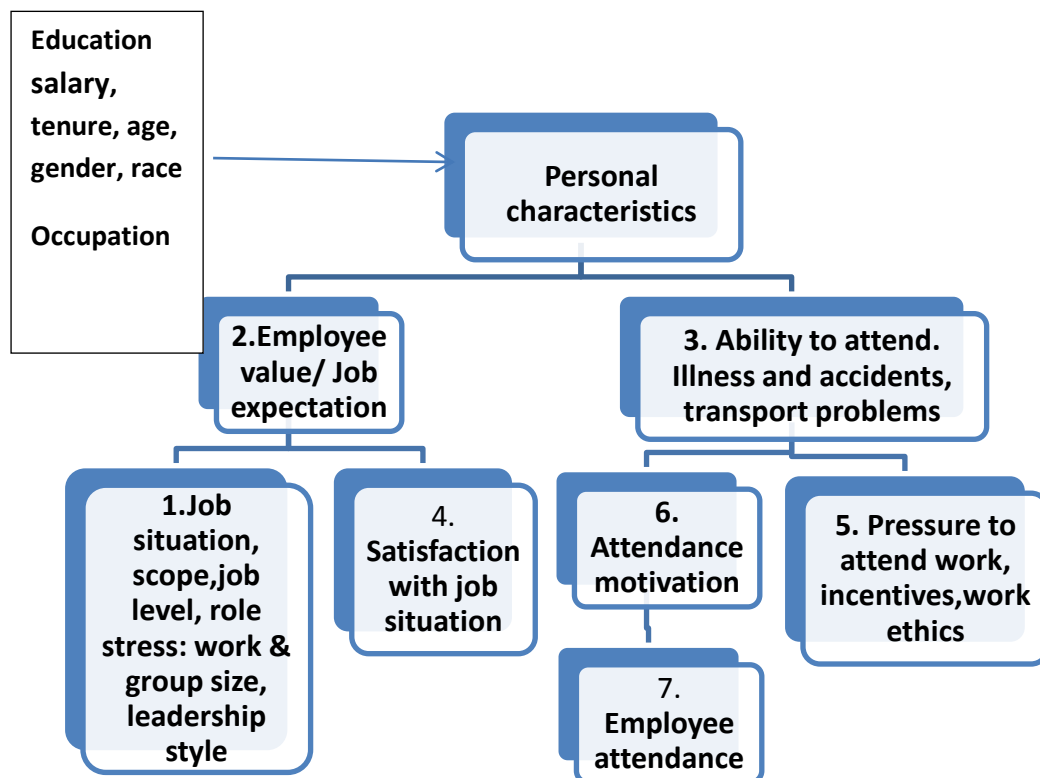 Education
salary,
tenure, age,
gender, race
Occupation
Personal
characteristics
2.Employee
value/ Job
expectation
3. Ability to attend.
Illness and accidents,
transport problems
1.Job
situation,
scope,job
level, role
stress: work &
group size,
leadership
style
4.
Satisfaction
with job
situation
6.
Attendance
motivation
5. Pressure to
attend work,
incentives,work
ethics
7.
Employee
attendance